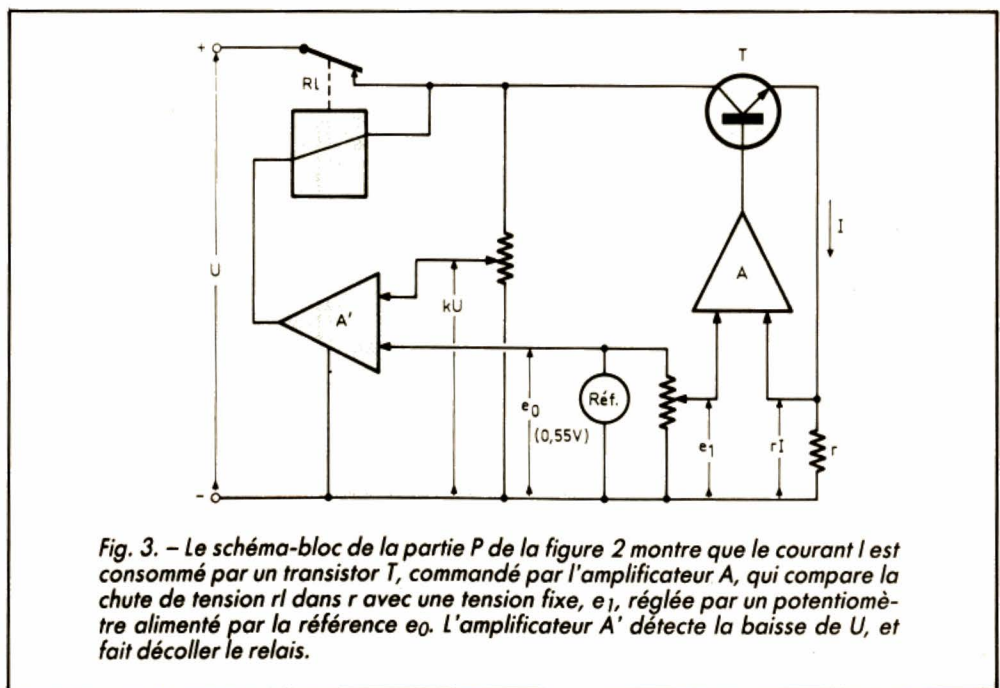 +
Rl
T
I
U
A
A'
kU
e0
(0,55V)
Réf.
e1
rI
r
-
Fig. 3. – Le schéma-bloc de la partie P de la figure 2 montre que le courant I est
consommé par un transistor T, commandé par l'amplificateur A, qui compare la
chute de tension rI dans r avec une tension fixe, e1, réglée par un potentiomè-
tre alimenté par la référence e0. L'amplificateur A' détecte la baisse de U, et
fait décoller le relais.